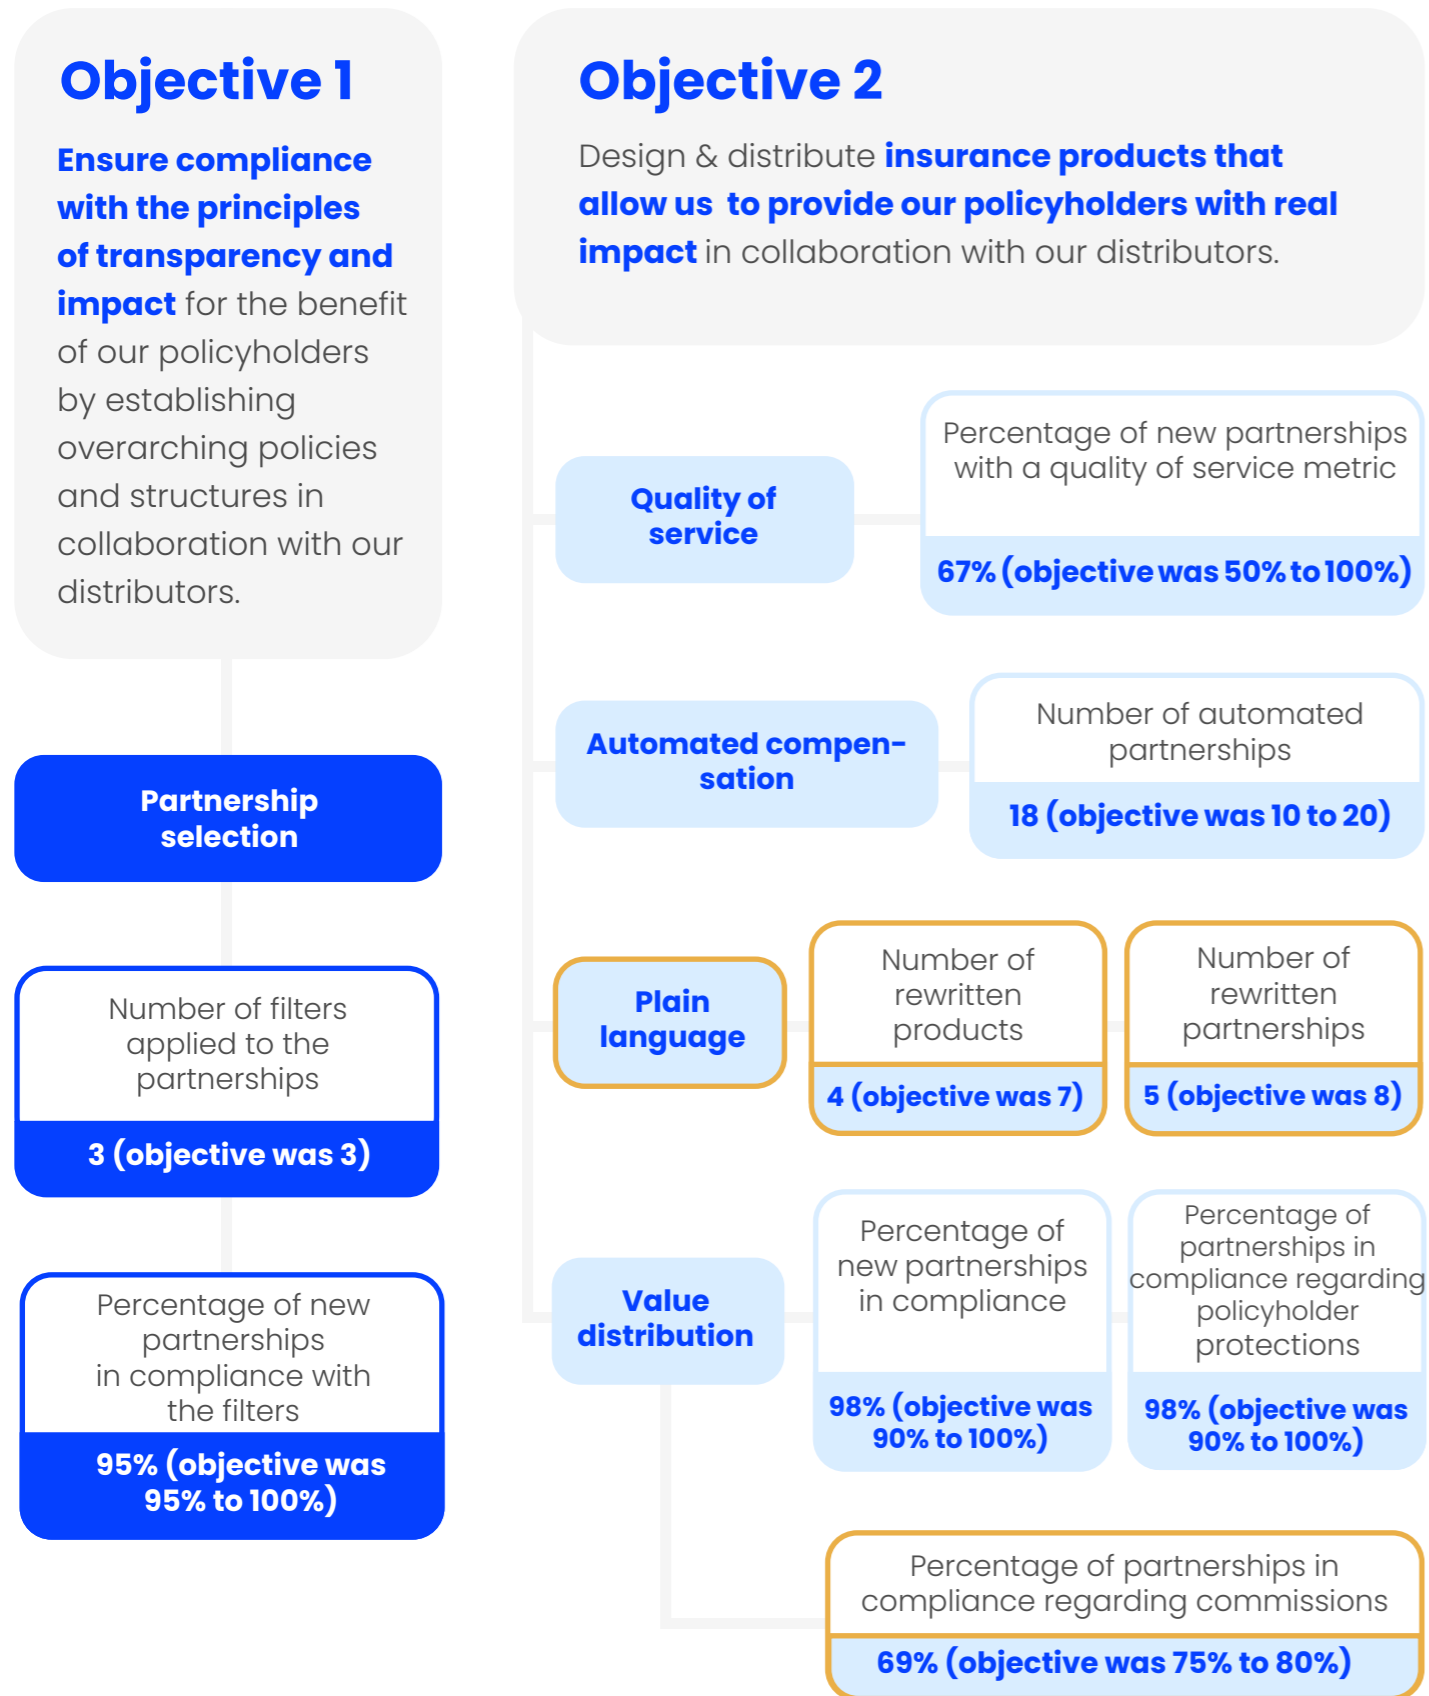 Objective 1
Ensure compliance
with the principles
of transparency and
impact for the benefit
of our policyholders
by establishing
overarching policies
and structures in
collaboration with our
distributors.
Partnership
selection
Number of filters
applied to the
partnerships
3 (objective was 3)
Percentage of new
partnerships
in compliance with
the filters
95% (objective was
95% to 100%)
Objective 2
Design & distribute insurance products that
allow us to provide our policyholders with real
impact in collaboration with our distributors.
Quality of
service
Percentage of new partnerships
with a quality of service metric
67% (objective was 50% to 100%)
Automated compen-
sation
Number of automated
partnerships
18 (objective was 10 to 20)
Plain
language
Number of
rewritten
products
4 (objective was 7)
Number of
rewritten
partnerships
5 (objective was 8)
Value
distribution
Percentage of
new partnerships
in compliance
98% (objective was
90% to 100%)
Percentage of
partnerships in
compliance regarding
policyholder
protections
98% (objective was
90% to 100%)
Percentage of partnerships in
compliance regarding commissions
69% (objective was 75% to 80%)